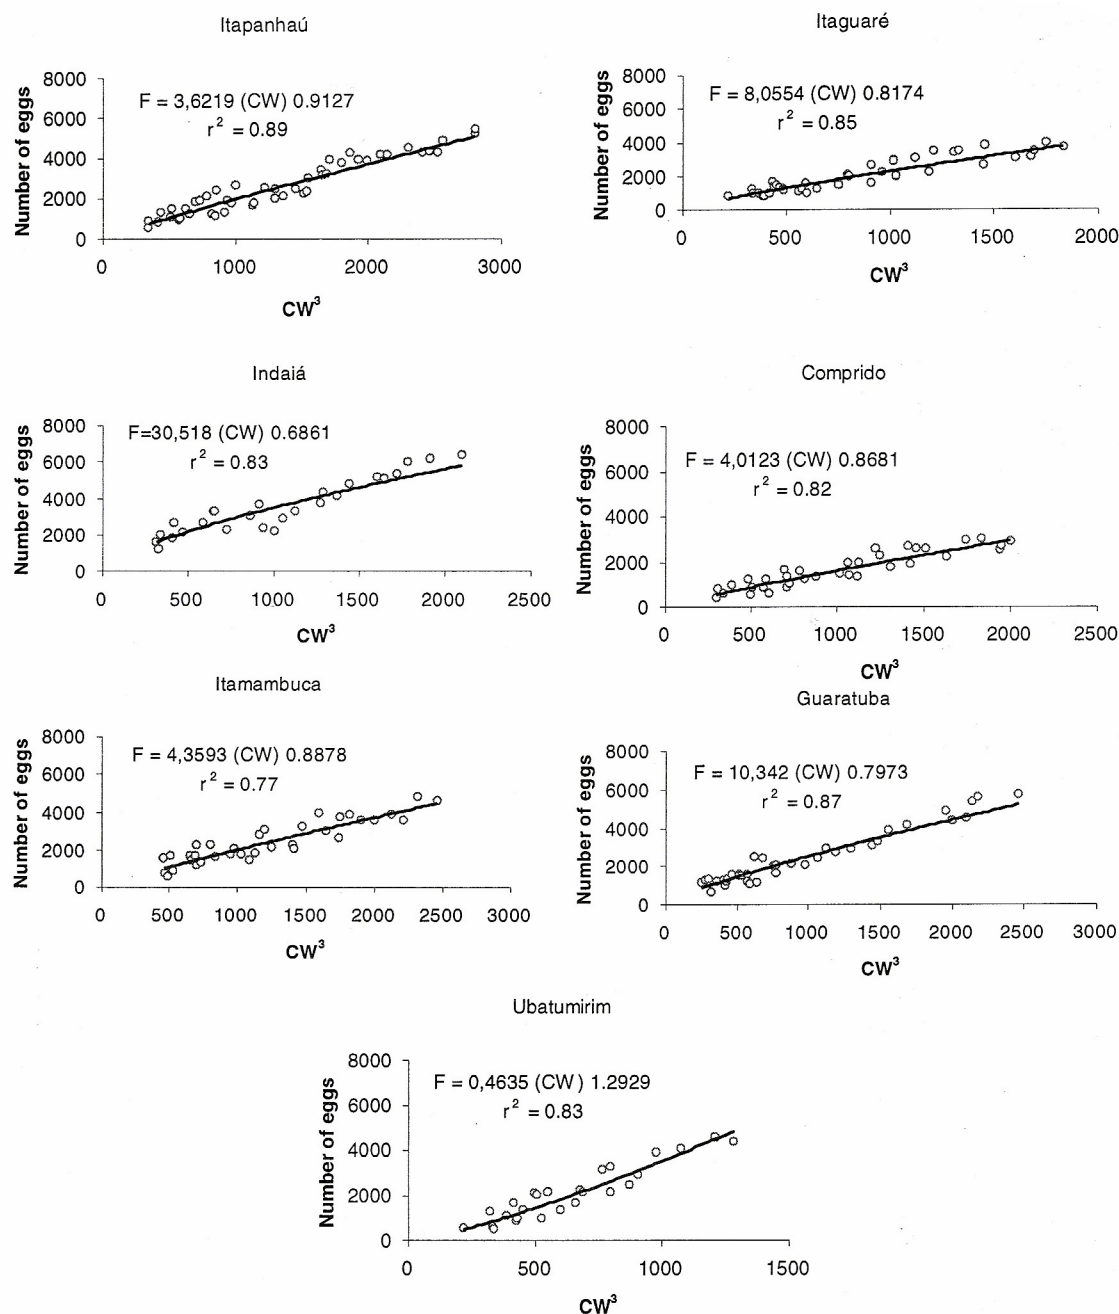 Itapanhaú
Number of eggs
8000
6000
4000
2000
0
F = 3,6219 (CW) 0.9127
r² = 0.89
0 1000 2000 3000
CW³
Itaguaré
Number of eggs
8000
6000
4000
2000
0
F = 8,0554 (CW) 0.8174
r² = 0.85
0 500 1000 1500 2000
CW³
Indaiá
Number of eggs
8000
6000
4000
2000
0
F=30,518 (CW) 0.6861
r² = 0.83
0 500 1000 1500 2000 2500
CW³
Comprido
Number of eggs
8000
6000
4000
2000
0
F = 4,0123 (CW) 0.8681
r² = 0.82
0 500 1000 1500 2000 2500
CW³
Itamambuca
Number of eggs
8000
6000
4000
2000
0
F = 4,3593 (CW) 0.8878
r² = 0.77
0 500 1000 1500 2000 2500 3000
CW³
Guaratuba
Number of eggs
8000
6000
4000
2000
0
F = 10,342 (CW) 0.7973
r² = 0.87
0 500 1000 1500 2000 2500 3000
CW³
Ubatumirim
Number of eggs
8000
6000
4000
2000
0
F = 0,4635 (CW) 1.2929
r² = 0.83
0 500 1000 1500
CW³